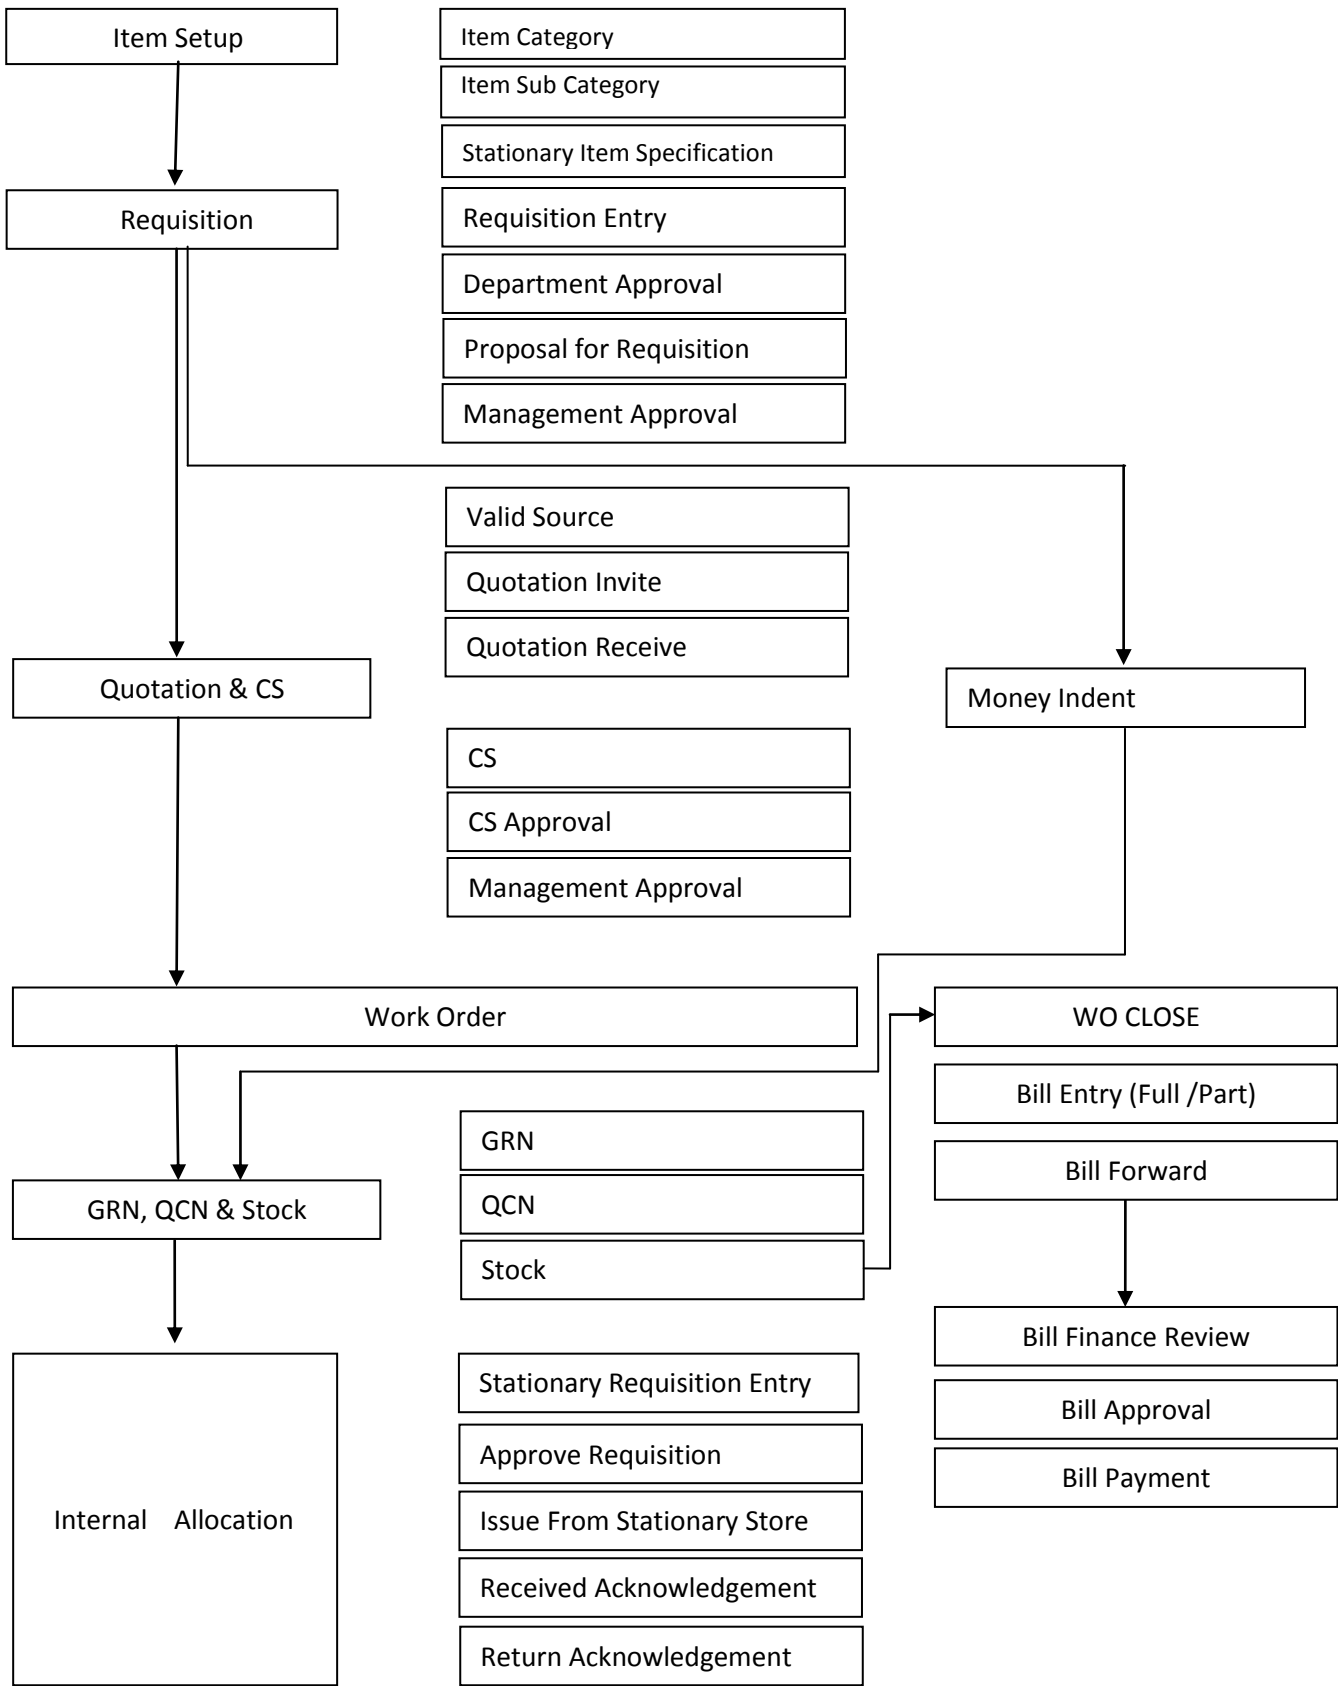 Item Setup
Item Category
Item Sub Category
Stationary Item Specification
Requisition
Requisition Entry
Department Approval
Proposal for Requisition
Management Approval
Valid Source
Quotation Invite
Quotation Receive
Quotation & CS
Money Indent
CS
CS Approval
Management Approval
Work Order
WO CLOSE
Bill Entry (Full /Part)
GRN
Bill Forward
GRN, QCN & Stock
QCN
Stock
Bill Finance Review
Stationary Requisition Entry
Bill Approval
Approve Requisition
Bill Payment
Internal Allocation
Issue From Stationary Store
Received Acknowledgement
Return Acknowledgement